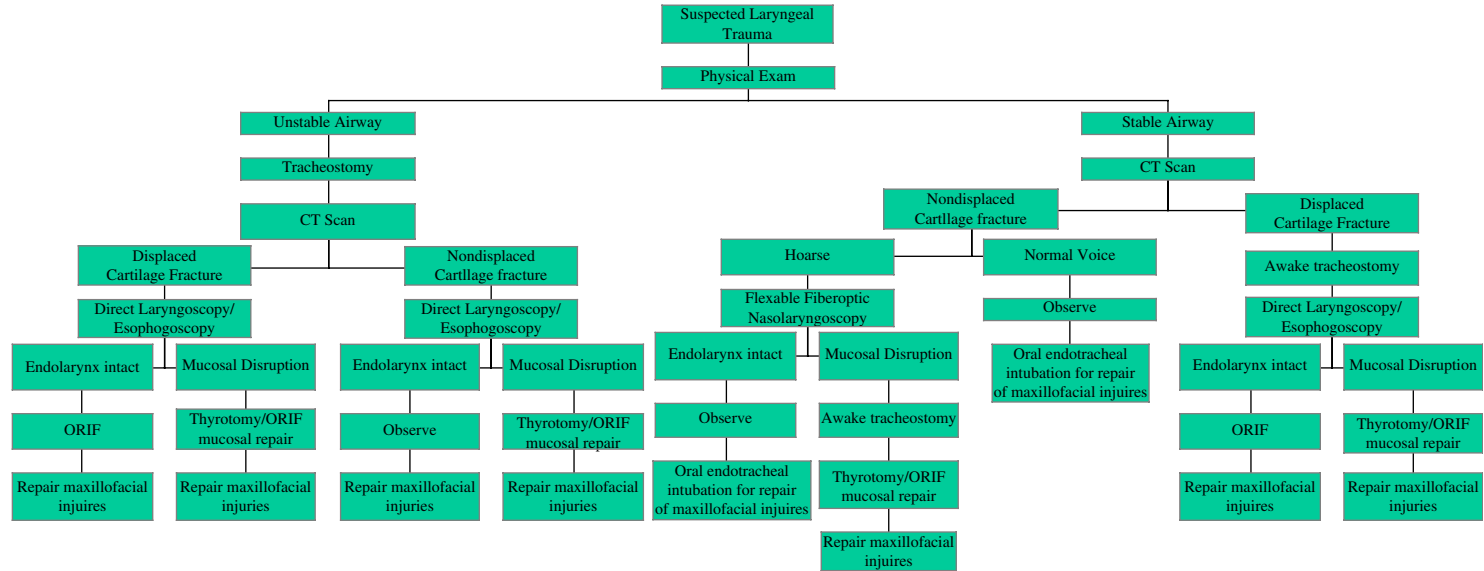 Suspected Laryngeal
Trauma
Physical Exam
Unstable Airway
Stable Airway
Tracheostomy
CT Scan
CT Scan
Nondisplaced
Cartllage fracture
Displaced
Cartilage Fracture
Displaced
Cartilage Fracture
Nondisplaced
Cartllage fracture
Hoarse
Normal Voice
Awake tracheostomy
Direct Laryngoscopy/
Esophogoscopy
Direct Laryngoscopy/
Esophogoscopy
Flexable Fiberoptic
Nasolaryngoscopy
Observe
Direct Laryngoscopy/
Esophogoscopy
Endolarynx intact
Mucosal Disruption
Endolarynx intact
Mucosal Disruption
Endolarynx intact
Mucosal Disruption
Oral endotracheal
intubation for repair
of maxillofacial injuires
Endolarynx intact
Mucosal Disruption
ORIF
Thyrotomy/ORIF
mucosal repair
Observe
Thyrotomy/ORIF
mucosal repair
Observe
Awake tracheostomy
ORIF
Thyrotomy/ORIF
mucosal repair
Repair maxillofacial
injuires
Repair maxillofacial
injuries
Repair maxillofacial
injuries
Repair maxillofacial
injuries
Oral endotracheal
intubation for repair
of maxillofacial injuires
Thyrotomy/ORIF
mucosal repair
Repair maxillofacial
injuires
Repair maxillofacial
injuires
Repair maxillofacial
injuires